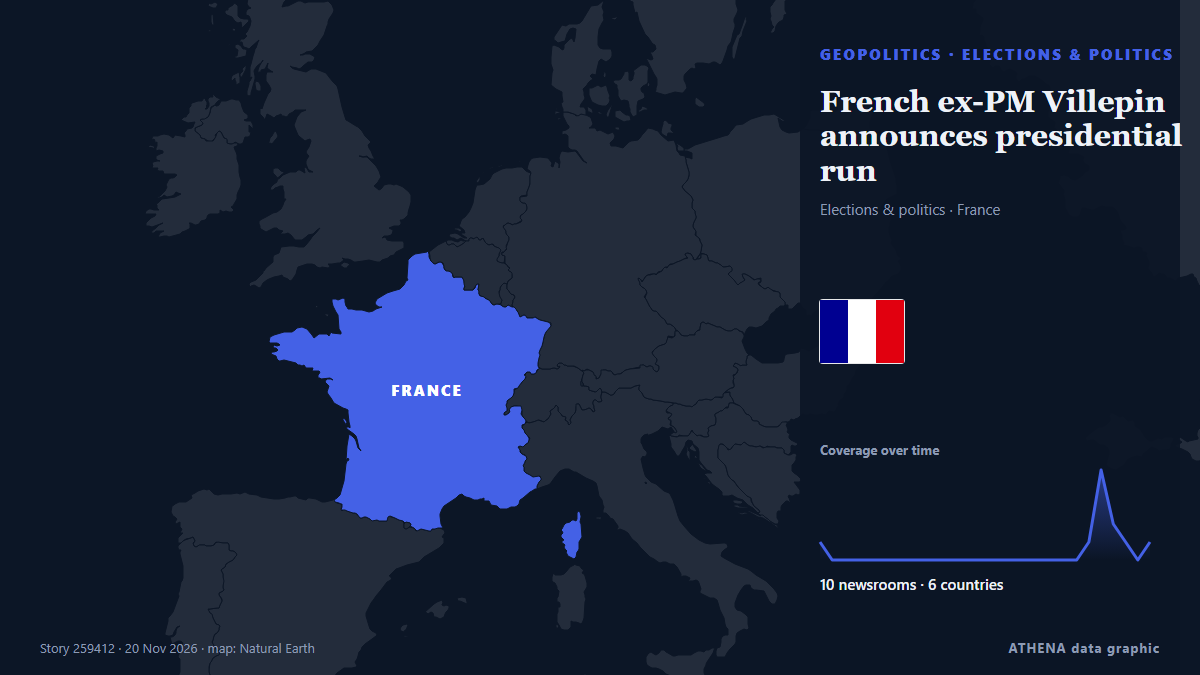 GEOPOLITICS · ELECTIONS & POLITICS
French ex-PM Villepin
announces presidential
run
Elections & politics · France
FRANCE
Coverage over time
10 newsrooms · 6 countries
Story 259412 · 20 Nov 2026 · map: Natural Earth
ATHENA data graphic